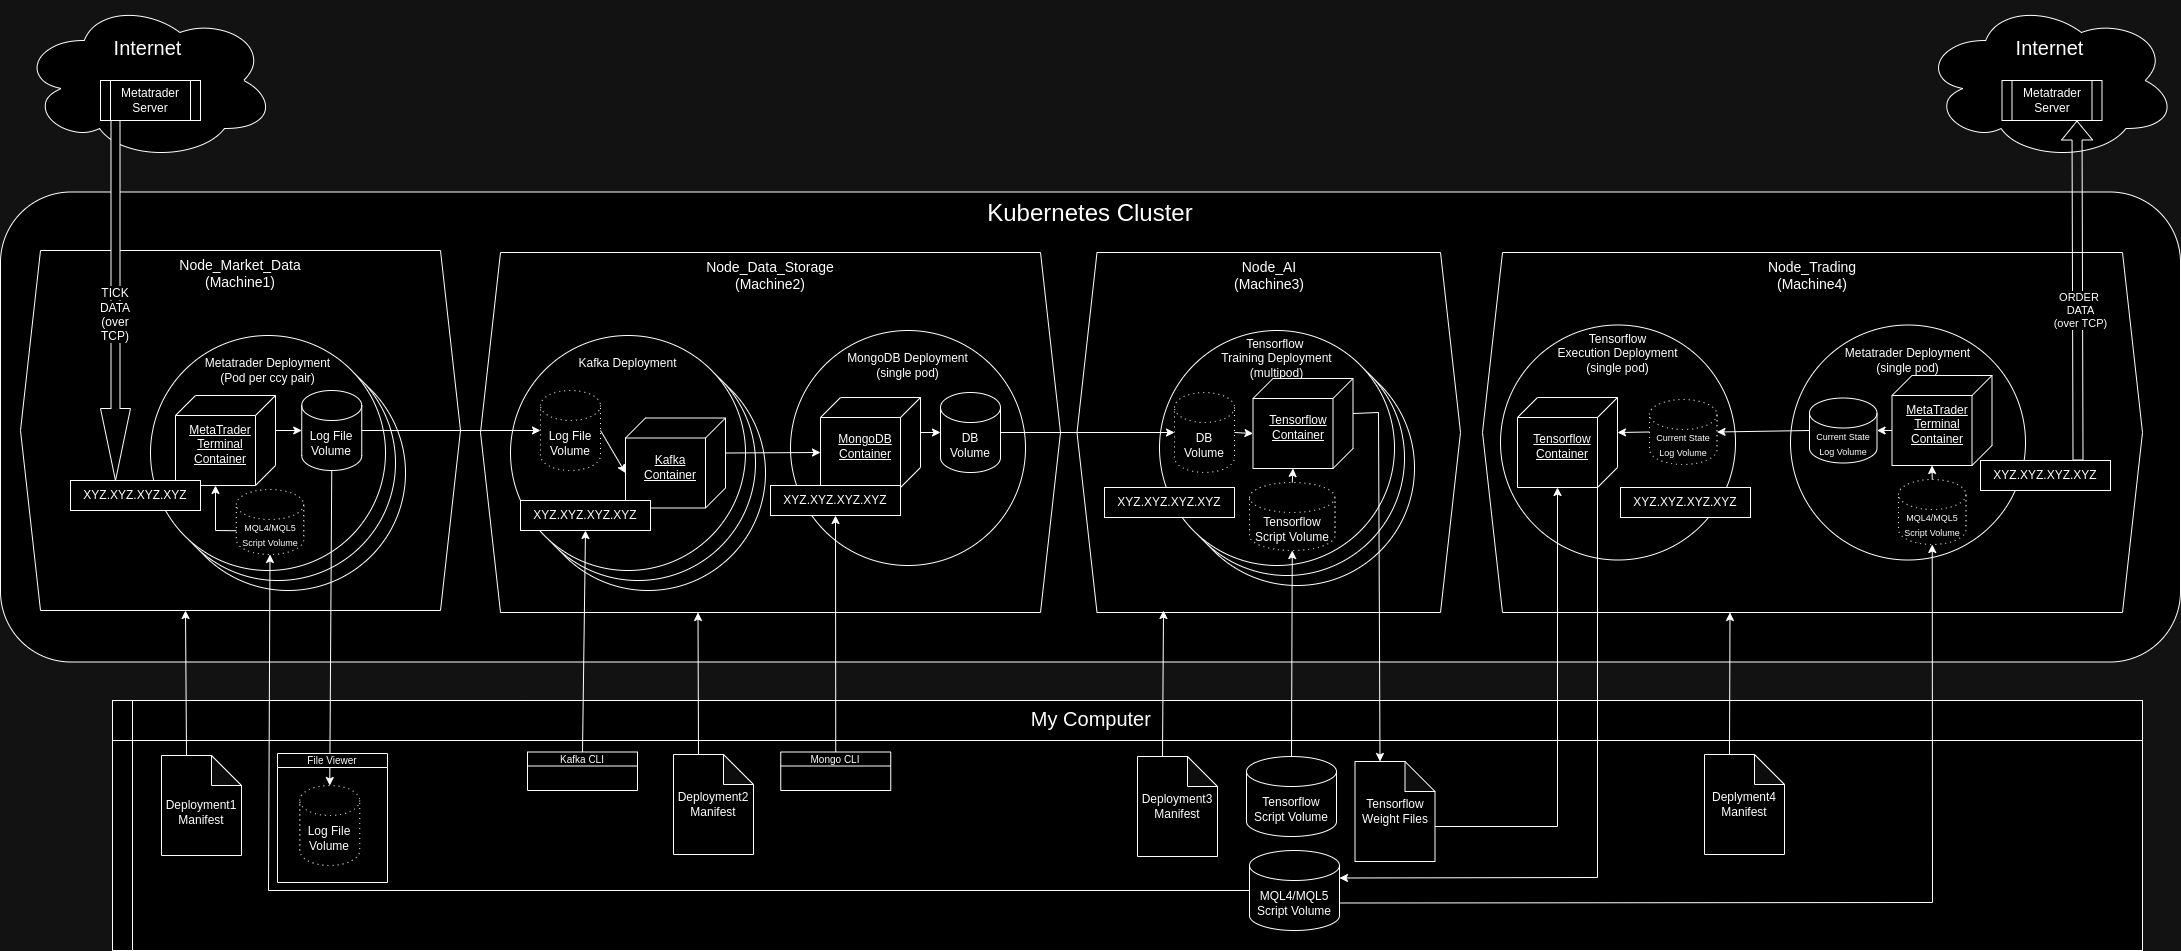 Internet
Metatrader
Server
Internet
Metatrader
Server
Kubernetes Cluster
Node_Market_Data
(Machine1)
TICK
DATA
(over
TCP)
Metatrader Deployment
(Pod per ccy pair)
MetaTrader
Terminal
Container
Log File
Volume
XYZ.XYZ.XYZ.XYZ
MQL4/MQL5
Script Volume
Node_Data_Storage
(Machine2)
Kafka Deployment
Log File
Volume
Kafka
Container
XYZ.XYZ.XYZ.XYZ
MongoDB Deployment
(single pod)
MongoDB
Container
DB
Volume
XYZ.XYZ.XYZ.XYZ
Node_AI
(Machine3)
Tensorflow
Training Deployment
(multipod)
DB
Volume
Tensorflow
Container
XYZ.XYZ.XYZ.XYZ
Tensorflow
Script Volume
Node_Trading
(Machine4)
Tensorflow
Execution Deployment
(single pod)
Tensorflow
Container
Current State
Log Volume
XYZ.XYZ.XYZ.XYZ
Metatrader Deployment
(single pod)
Current State
Log Volume
MetaTrader
Terminal
Container
XYZ.XYZ.XYZ.XYZ
MQL4/MQL5
Script Volume
ORDER
DATA
(over TCP)
My Computer
Deployment1
Manifest
File Viewer
Log File
Volume
Kafka CLI
Deployment2
Manifest
Mongo CLI
Deployment3
Manifest
Tensorflow
Script Volume
Tensorflow
Weight Files
MQL4/MQL5
Script Volume
Deplyment4
Manifest